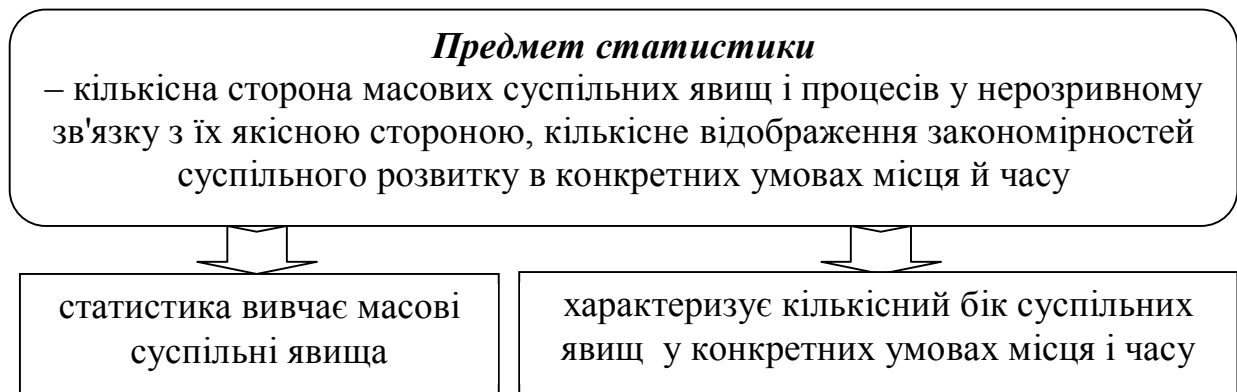 Предмет статистики
– кількісна сторона масових суспільних явищ і процесів у нерозривному
зв'язку з їх якісною стороною, кількісне відображення закономірностей
суспільного розвитку в конкретних умовах місця й часу
статистика вивчає масові
суспільні явища
характеризує кількісний бік суспільних
явищ у конкретних умовах місця і часу